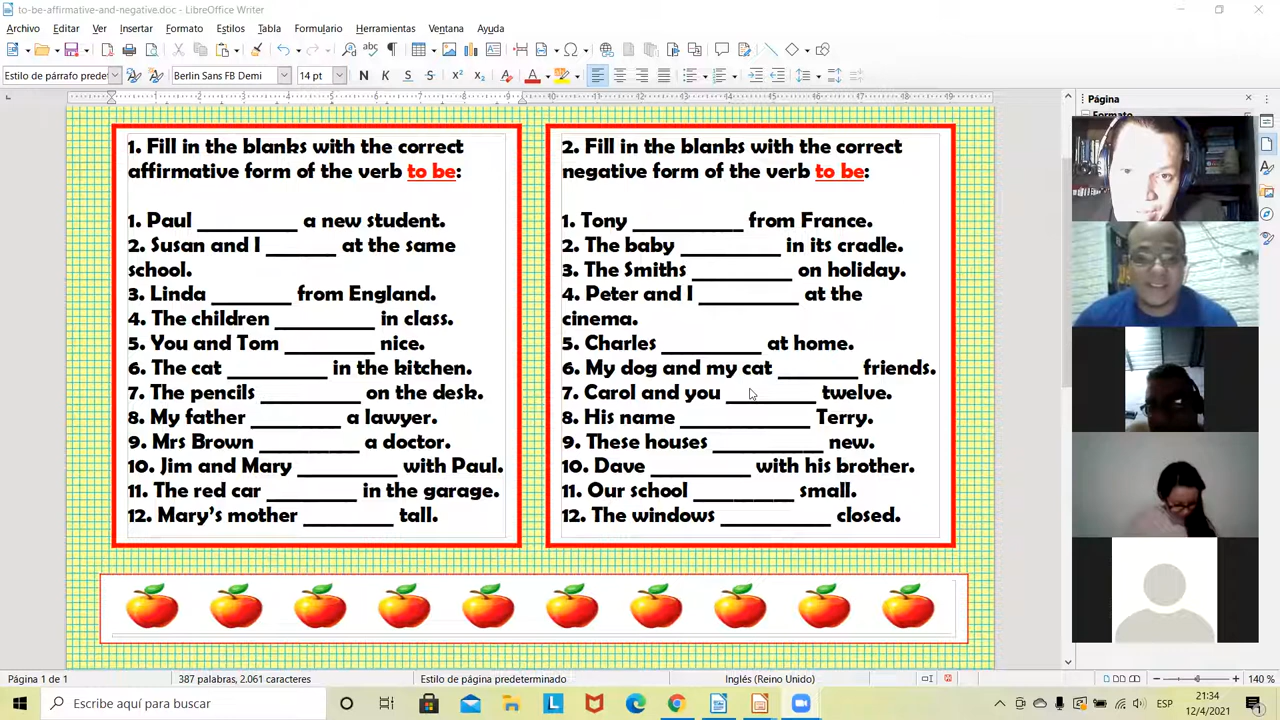 to-be-affirmative-and-negative.doc - LibreOffice Writer
Archivo Editar Ver Insertar Formato Estilos Tabla Formulario Herramientas Ventana Ayuda
Estilo de párrafo prede Berlin Sans FB Demi 14 pt N K S S
Página
1. Fill in the blanks with the correct
affirmative form of the verb to be:
1. Paul __________ a new student.
2. Susan and I _______ at the same
school.
3. Linda ________ from England.
4. The children __________ in class.
5. You and Tom _________ nice.
6. The cat __________ in the kitchen.
7. The pencils __________ on the desk.
8. My father _________ a lawyer.
9. Mrs Brown __________ a doctor.
10. Jim and Mary __________ with Paul.
11. The red car _________ in the garage.
12. Mary's mother _________ tall.
2. Fill in the blanks with the correct
negative form of the verb to be:
1. Tony ___________ from France.
2. The baby __________ in its cradle.
3. The Smiths __________ on holiday.
4. Peter and I __________ at the
cinema.
5. Charles __________ at home.
6. My dog and my cat ________ friends.
7. Carol and you _________ twelve.
8. His name _____________ Terry.
9. These houses ___________ new.
10. Dave __________ with his brother.
11. Our school __________ small.
12. The windows ___________ closed.
Página 1 de 1 387 palabras, 2.061 caracteres Estilo de página predeterminado Inglés (Reino Unido) 140 %
Escribe aquí para buscar
ESP
21:34
12/4/2021